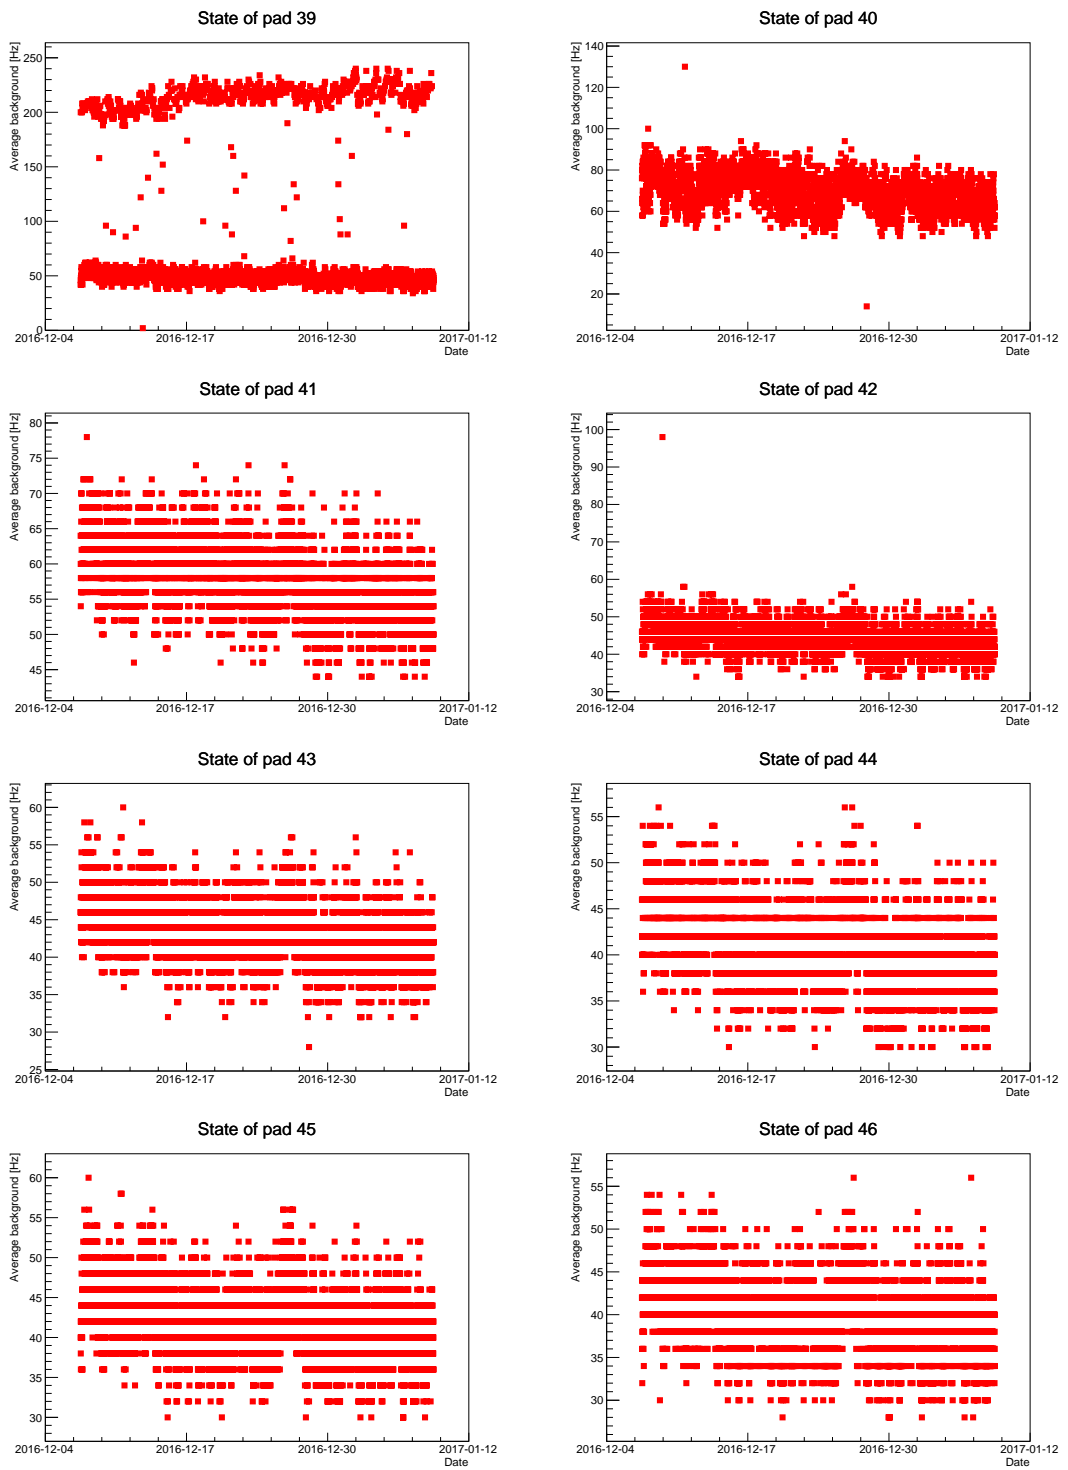 State of pad 39
Average background [Hz]
250
200
150
100
50
0
2016-12-04 2016-12-17 2016-12-30 2017-01-12
Date
State of pad 40
Average background [Hz]
140
120
100
80
60
40
20
2016-12-04 2016-12-17 2016-12-30 2017-01-12
Date
State of pad 41
Average background [Hz]
80
75
70
65
60
55
50
45
2016-12-04 2016-12-17 2016-12-30 2017-01-12
Date
State of pad 42
Average background [Hz]
100
90
80
70
60
50
40
30
2016-12-04 2016-12-17 2016-12-30 2017-01-12
Date
State of pad 43
Average background [Hz]
60
55
50
45
40
35
30
25
2016-12-04 2016-12-17 2016-12-30 2017-01-12
Date
State of pad 44
Average background [Hz]
55
50
45
40
35
30
2016-12-04 2016-12-17 2016-12-30 2017-01-12
Date
State of pad 45
Average background [Hz]
60
55
50
45
40
35
30
2016-12-04 2016-12-17 2016-12-30 2017-01-12
Date
State of pad 46
Average background [Hz]
55
50
45
40
35
30
2016-12-04 2016-12-17 2016-12-30 2017-01-12
Date